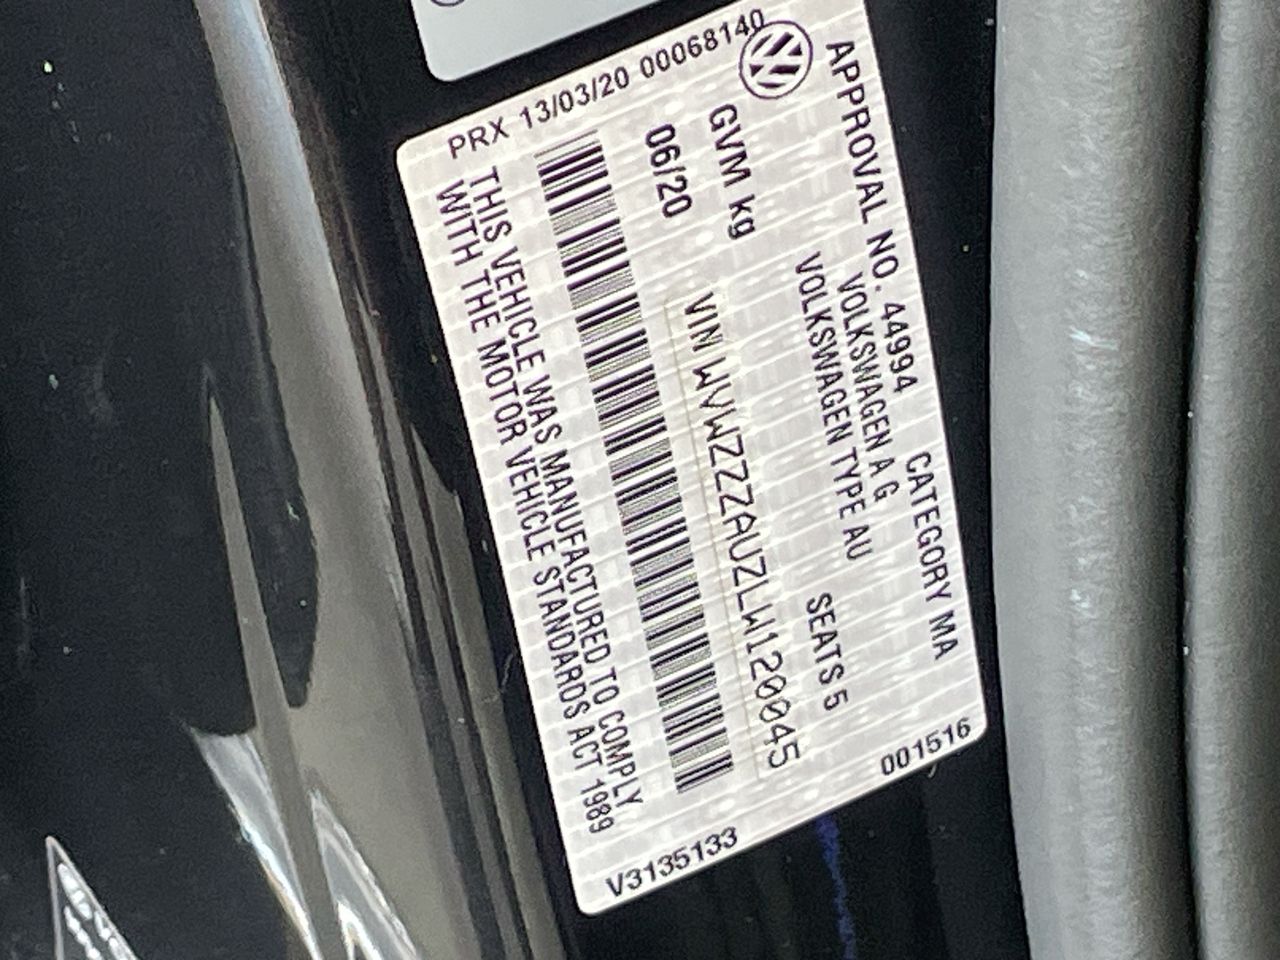 PRX 13/03/20 00068140
APPROVAL NO. 44994 CATEGORY MA
VOLKSWAGEN A G
VOLKSWAGEN TYPE AU SEATS 5
GVM kg
06/20 VIN WVWZZZAUZLW120045
THIS VEHICLE WAS MANUFACTURED TO COMPLY
WITH THE MOTOR VEHICLE STANDARDS ACT 1989
V3135133 001516